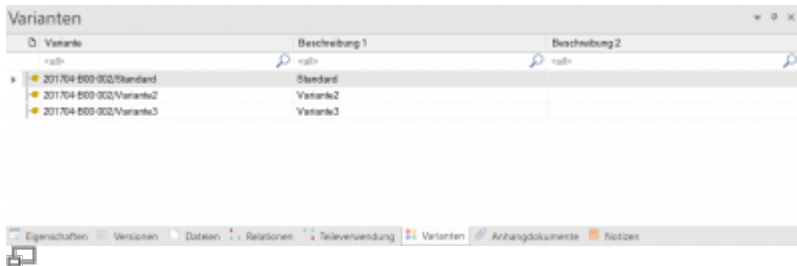 Varianten
Variante Beschreibung 1 Beschreibung 2
<all> <all> <all>
201704-B00-002/Standard Standard
201704-B00-002/Variante2 Variante2
201704-B00-002/Variante3 Variante3
Eigenschaften Versionen Dateien Relationen Teileverwendung Varianten Anhangdokumente Notizen